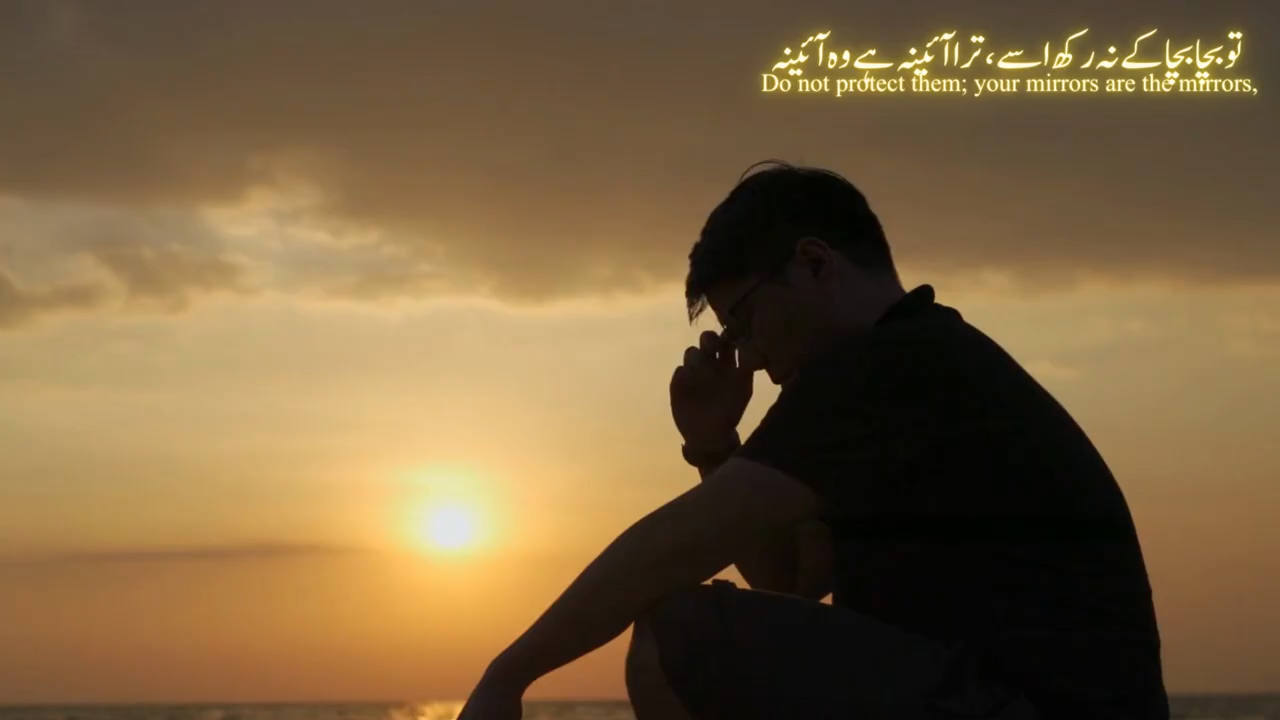 تو بچا بچا کے نہ رکھ اسے، ترا آئینہ ہے وہ آئینہ
Do not protect them; your mirrors are the mirrors,